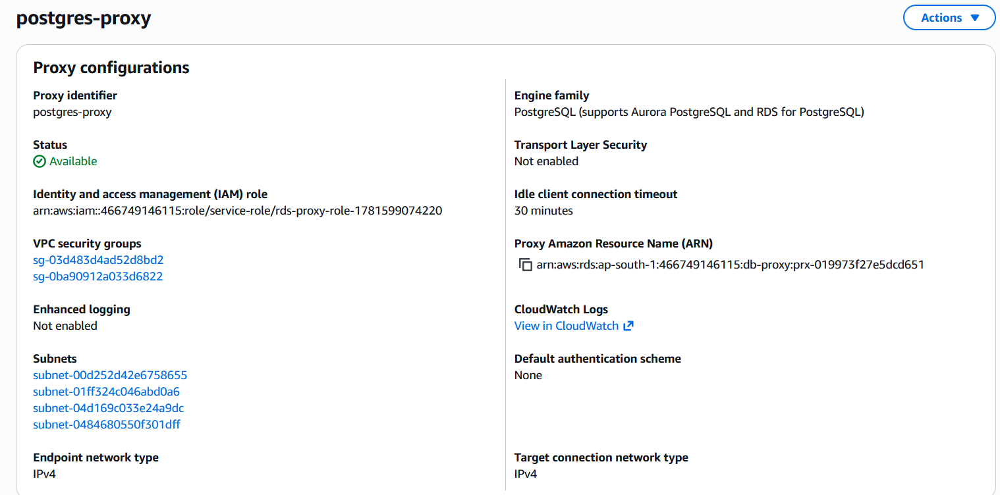 postgres-proxy
Actions
Proxy configurations
Proxy identifier
postgres-proxy
Status
Available
Identity and access management (IAM) role
arn:aws:iam::466749146115:role/service-role/rds-proxy-role-1781599074220
VPC security groups
sg-03d483d4ad52d8bd2
sg-0ba90912a033d6822
Enhanced logging
Not enabled
Subnets
subnet-00d252d42e6758655
subnet-01ff324c046abd0a6
subnet-04d169c033e24a9dc
subnet-0484680550f301dff
Endpoint network type
IPv4
Engine family
PostgreSQL (supports Aurora PostgreSQL and RDS for PostgreSQL)
Transport Layer Security
Not enabled
Idle client connection timeout
30 minutes
Proxy Amazon Resource Name (ARN)
arn:aws:rds:ap-south-1:466749146115:db-proxy:prx-019973f27e5dcd651
CloudWatch Logs
View in CloudWatch
Default authentication scheme
None
Target connection network type
IPv4